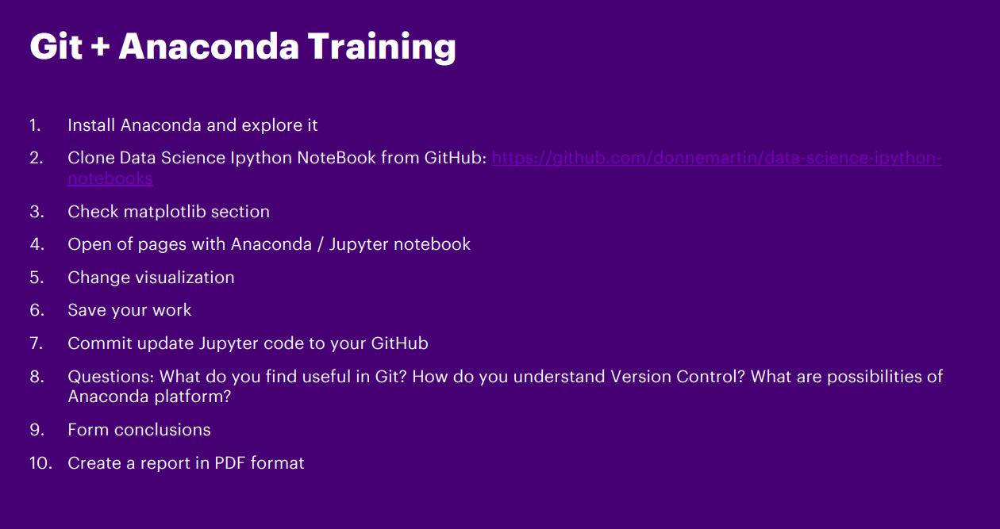 Git + Anaconda Training
1. Install Anaconda and explore it
2. Clone Data Science Ipython NoteBook from GitHub: https://github.com/donnemartin/data-science-ipython-
notebooks
3. Check matplotlib section
4. Open of pages with Anaconda / Jupyter notebook
5. Change visualization
6. Save your work
7. Commit update Jupyter code to your GitHub
8. Questions: What do you find useful in Git? How do you understand Version Control? What are possibilities of
Anaconda platform?
9. Form conclusions
10. Create a report in PDF format